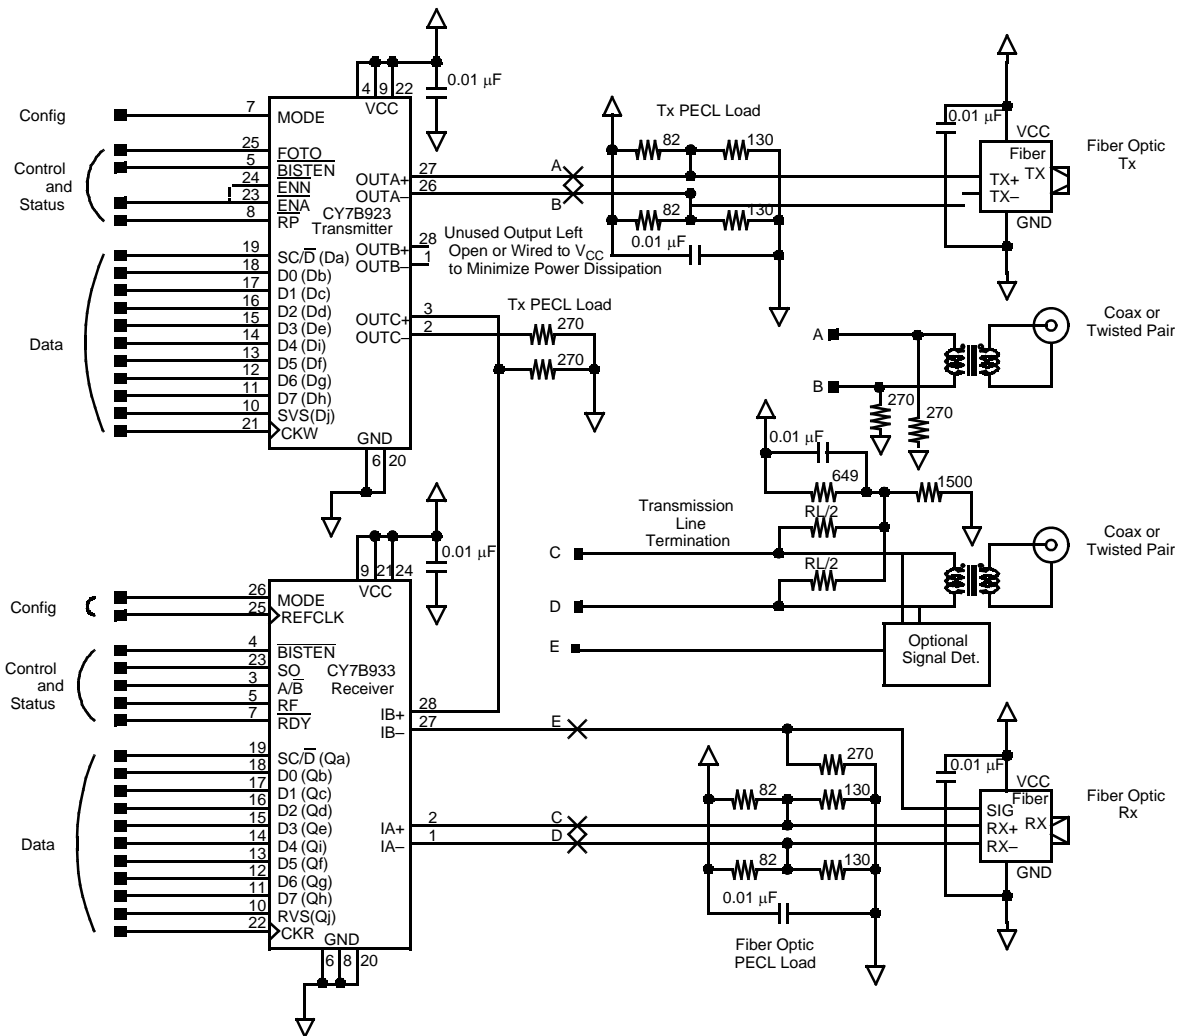 4 9 22
VCC
0.01 μF
Config
7
MODE
Control
and
Status
25
FOTO
5
BISTEN
24
ENN
23
ENA
8
RP
OUTA+
27
OUTA–
26
CY7B923
Transmitter
OUTB+
28
OUTB–
1
OUTC+
3
OUTC–
2
Data
19
SC/D (Da)
18
D0 (Db)
17
D1 (Dc)
16
D2 (Dd)
15
D3 (De)
14
D4 (Di)
13
D5 (Df)
12
D6 (Dg)
11
D7 (Dh)
10
SVS(Dj)
21
CKW
GND
6 20
Unused Output Left
Open or Wired to VCC
to Minimize Power Dissipation
Tx PECL Load
270
270
Tx PECL Load
82
130
A
B
82
130
0.01 μF
0.01 μF
VCC
Fiber
TX
TX+
TX–
GND
Fiber Optic
Tx
A
B
270
270
Coax or
Twisted Pair
0.01 μF
649
1500
RL/2
RL/2
Transmission
Line
Termination
C
D
E
Optional
Signal Det.
Coax or
Twisted Pair
9 21 24
VCC
0.01 μF
Config
26
MODE
25
REFCLK
Control
and
Status
4
BISTEN
23
SO
3
A/B
5
RF
7
RDY
CY7B933
Receiver
IB+
28
IB–
27
IA+
2
IA–
1
Data
19
SC/D (Qa)
18
D0 (Qb)
17
D1 (Qc)
16
D2 (Qd)
15
D3 (Qe)
14
D4 (Qi)
13
D5 (Qf)
12
D6 (Qg)
11
D7 (Qh)
10
RVS(Qj)
22
CKR
GND
6 8 20
E
C
D
270
82
130
82
130
0.01 μF
Fiber Optic
PECL Load
0.01 μF
VCC
Fiber
SIG
RX
RX+
RX–
GND
Fiber Optic
Rx